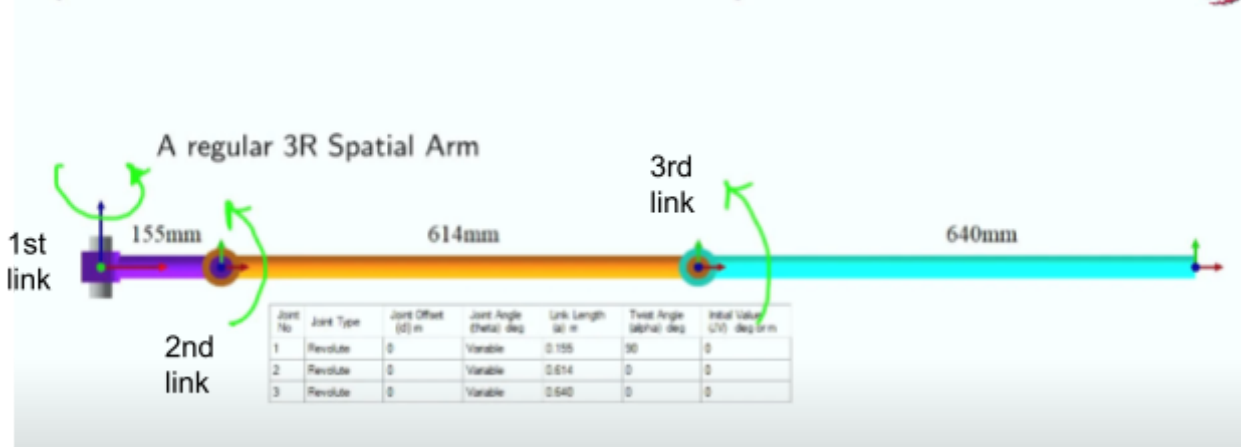 A regular 3R Spatial Arm
3rd
link
1st
link
155mm
614mm
640mm
2nd
link
Joint No Joint Type Joint Offset (d) m Joint Angle (theta) deg Link Length (a) m Twist Angle (alpha) deg Initial Value (JV) deg or m
1 Revolute 0 Variable 0.155 90 0
2 Revolute 0 Variable 0.614 0 0
3 Revolute 0 Variable 0.640 0 0